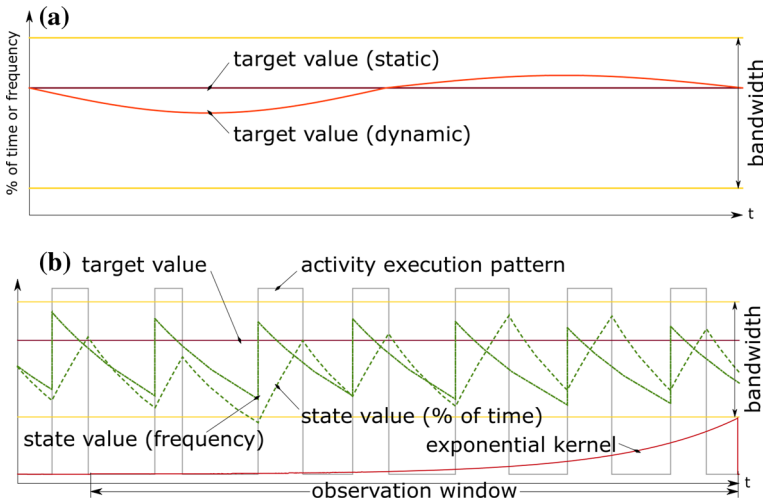 (a)
% of time or frequency
target value (static)
target value (dynamic)
bandwidth
t
(b)
target value
activity execution pattern
bandwidth
state value (% of time)
state value (frequency)
exponential kernel
t
observation window